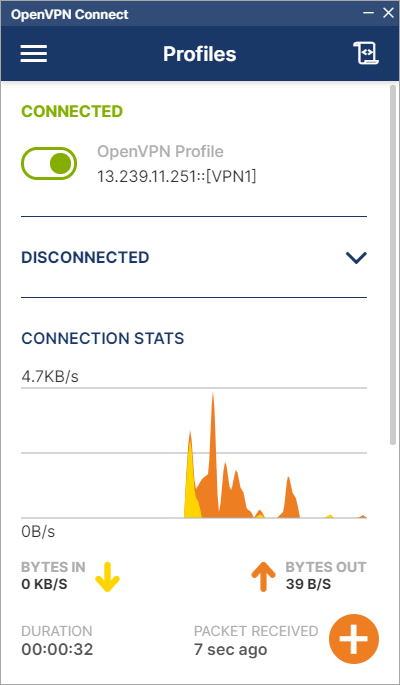 OpenVPN Connect
Profiles
CONNECTED
OpenVPN Profile
13.239.11.251::[VPN1]
DISCONNECTED
CONNECTION STATS
4.7KB/s
0B/s
BYTES IN
0 KB/S
BYTES OUT
39 B/S
DURATION
00:00:32
PACKET RECEIVED
7 sec ago